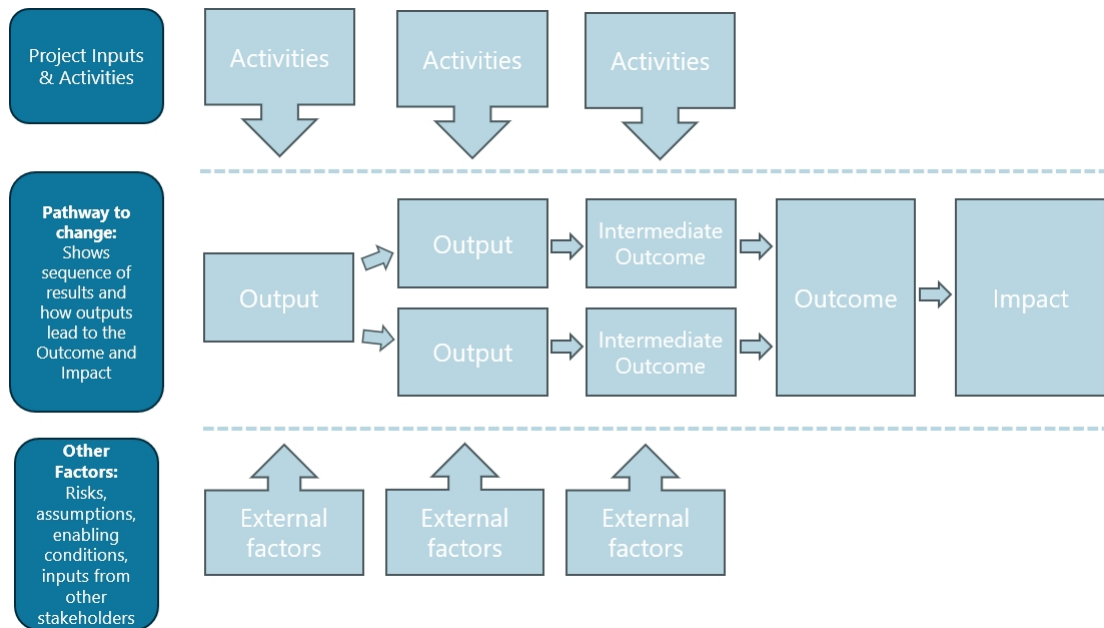 Project Inputs
& Activities
Activities
Activities
Activities
Pathway to
change:
Shows
sequence of
results and
how outputs
lead to the
Outcome and
Impact
Output
Output
Output
Intermediate
Outcome
Intermediate
Outcome
Outcome
Impact
Other
Factors:
Risks,
assumptions,
enabling
conditions,
inputs from
other
stakeholders
External
factors
External
factors
External
factors